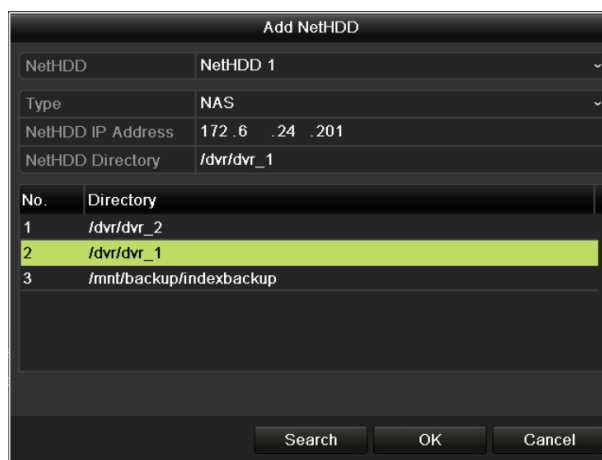 Add NetHDD
NetHDD NetHDD 1
Type NAS
NetHDD IP Address 172 .6 .24 .201
NetHDD Directory /dvr/dvr_1
No. Directory
1 /dvr/dvr_2
2 /dvr/dvr_1
3 /mnt/backup/indexbackup
Search OK Cancel